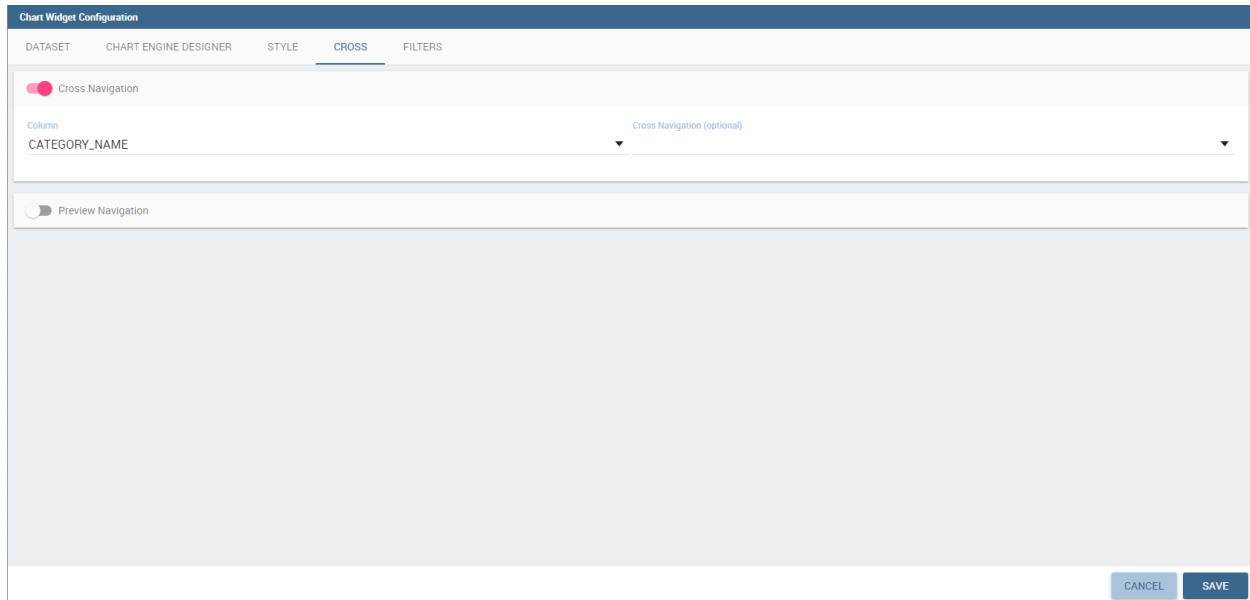 Chart Widget Configuration
DATASET CHART ENGINE DESIGNER STYLE CROSS FILTERS
Cross Navigation
Column Cross Navigation (optional)
CATEGORY_NAME
Preview Navigation
CANCEL SAVE